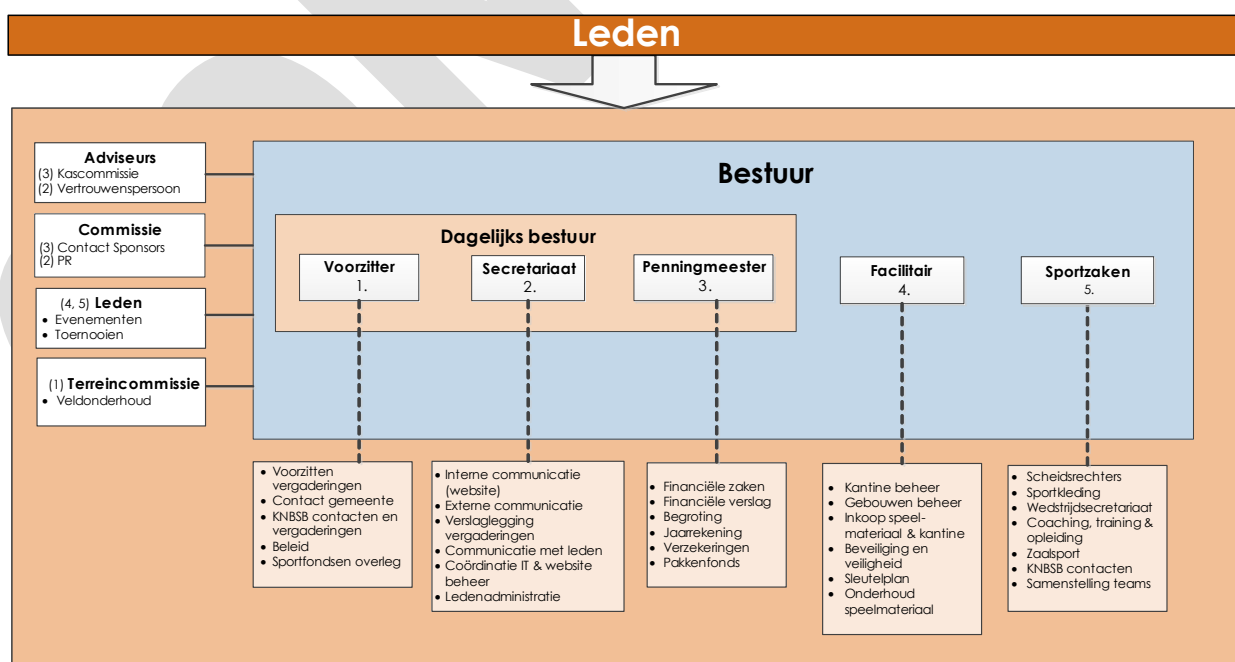 Leden
Adviseurs
(3) Kascommissie
(2) Vertrouwenspersoon
Commissie
(3) Contact Sponsors
(2) PR
(4, 5) Leden
• Evenementen
• Toernooien
(1) Terreincommissie
• Veldonderhoud
Bestuur
Dagelijks bestuur
Voorzitter
1.
Secretariaat
2.
Penningmeester
3.
Facilitair
4.
Sportzaken
5.
• Voorzitten
vergaderingen
• Contact gemeente
• KNBSB contacten en
vergaderingen
• Beleid
• Sportfondsen overleg
• Interne communicatie
(website)
• Externe communicatie
• Verslaglegging
vergaderingen
• Communicatie met leden
• Coördinatie IT & website
beheer
• Ledenadministratie
• Financiële zaken
• Financiële verslag
• Begroting
• Jaarrekening
• Verzekeringen
• Pakkenfonds
• Kantine beheer
• Gebouwen beheer
• Inkoop speel-
materiaal & kantine
• Beveiliging en
veiligheid
• Sleutelplan
• Onderhoud
speelmateriaal
• Scheidsrechters
• Sportkleding
• Wedstrijdsecretariaat
• Coaching, training &
opleiding
• Zaalsport
• KNBSB contacten
• Samenstelling teams